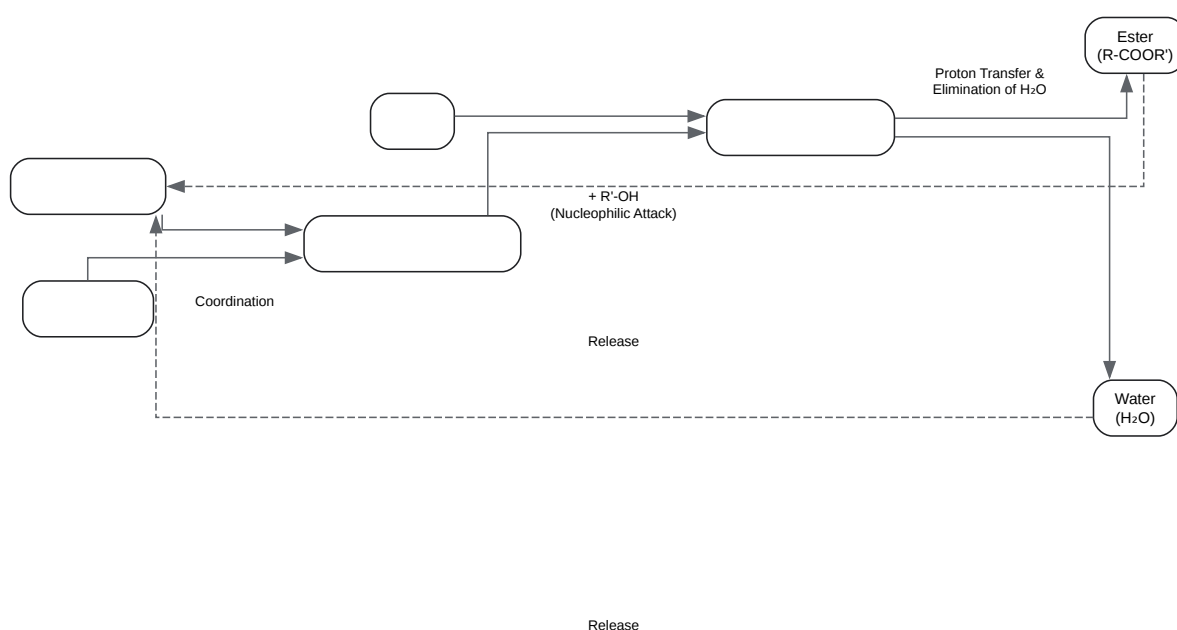 Ester
(R-COOR')
Proton Transfer &
Elimination of H₂O
+ R'-OH
(Nucleophilic Attack)
Coordination
Release
Water
(H₂O)
Release